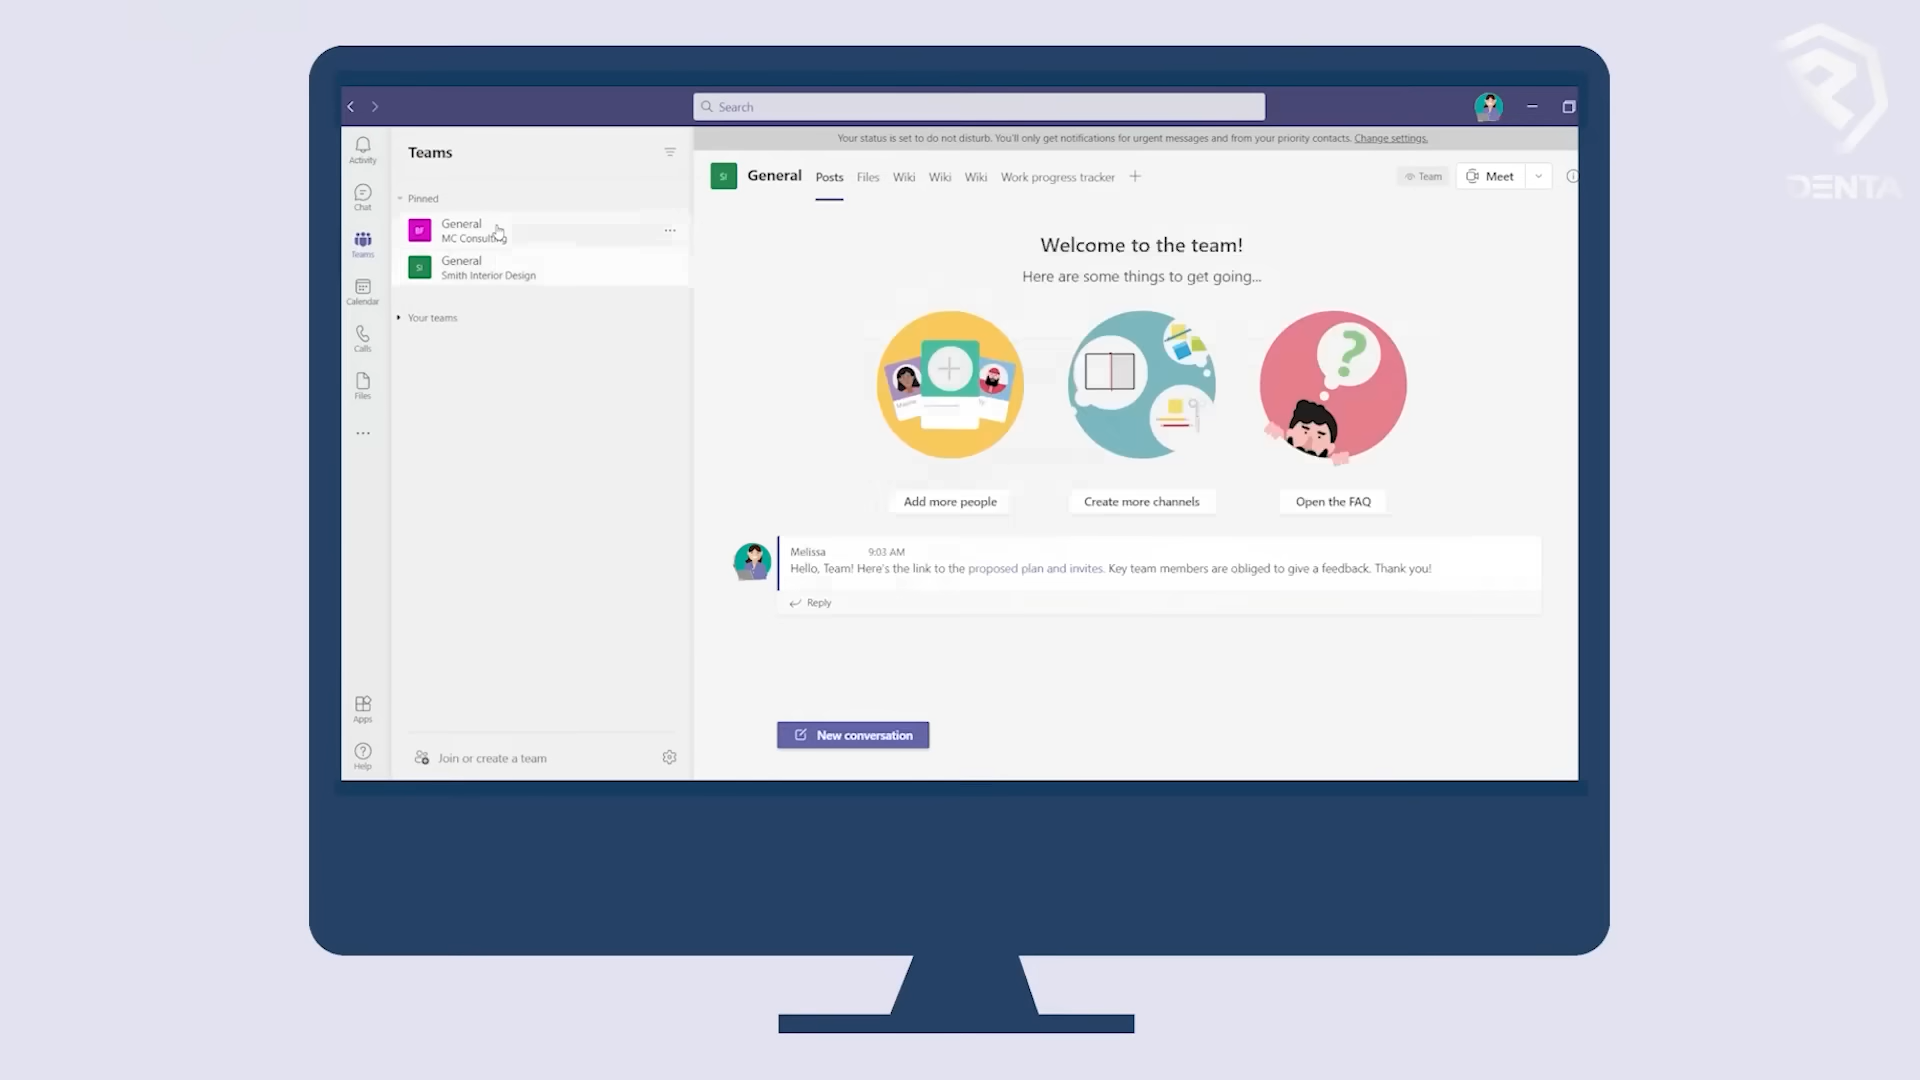 DENTA
Search
Activity
Chat
Teams
Calendar
Calls
Files
Apps
Help
Teams
Pinned
BF
General
MC Consulting
SI
General
Smith Interior Design
Your teams
Join or create a team
Your status is set to do not disturb. You'll only get notifications for urgent messages and from your priority contacts. Change settings.
SI
General Posts Files Wiki Wiki Wiki Work progress tracker
Team
Meet
Welcome to the team!
Here are some things to get going...
Add more people
Create more channels
Open the FAQ
Melissa 9:03 AM
Hello, Team! Here's the link to the proposed plan and invites. Key team members are obliged to give a feedback. Thank you!
Reply
New conversation